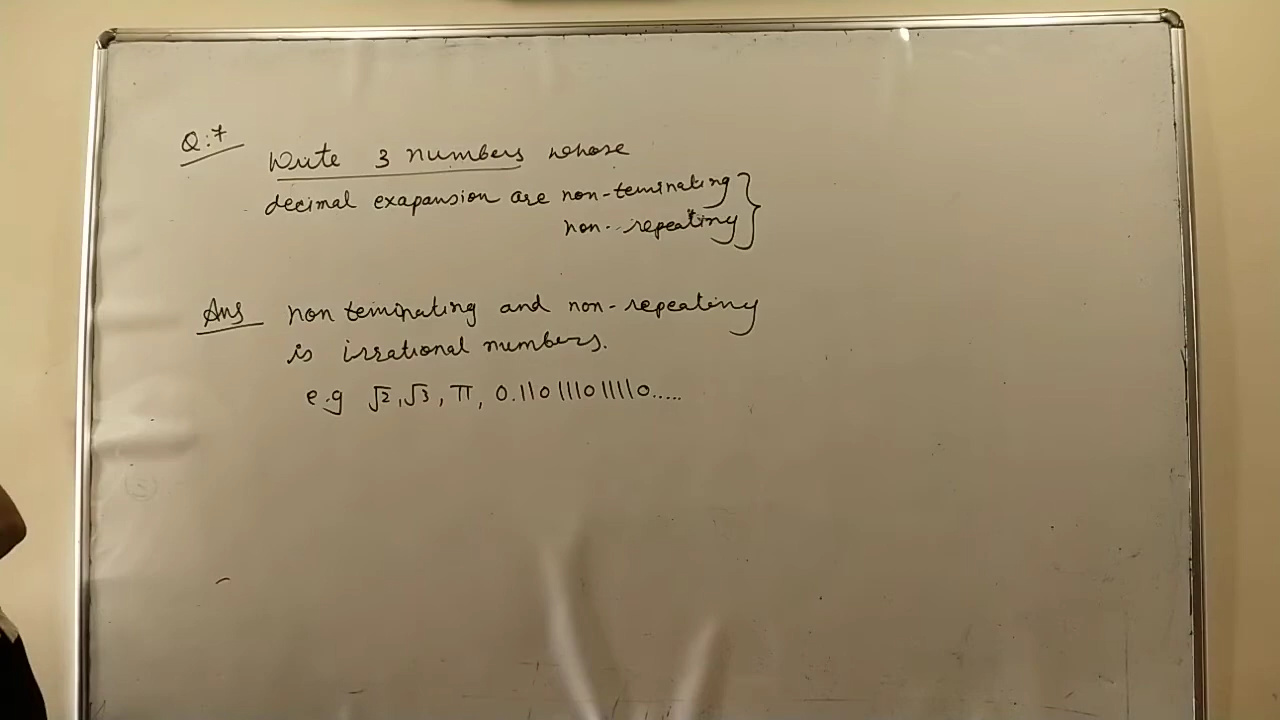 Q:7
Write 3 numbers whose
decimal exapansion are non-teminating
non-repeating
Ans non teminating and non-repeating
is irrational numbers.
e.g √2, √3, π, 0.110111011110.....